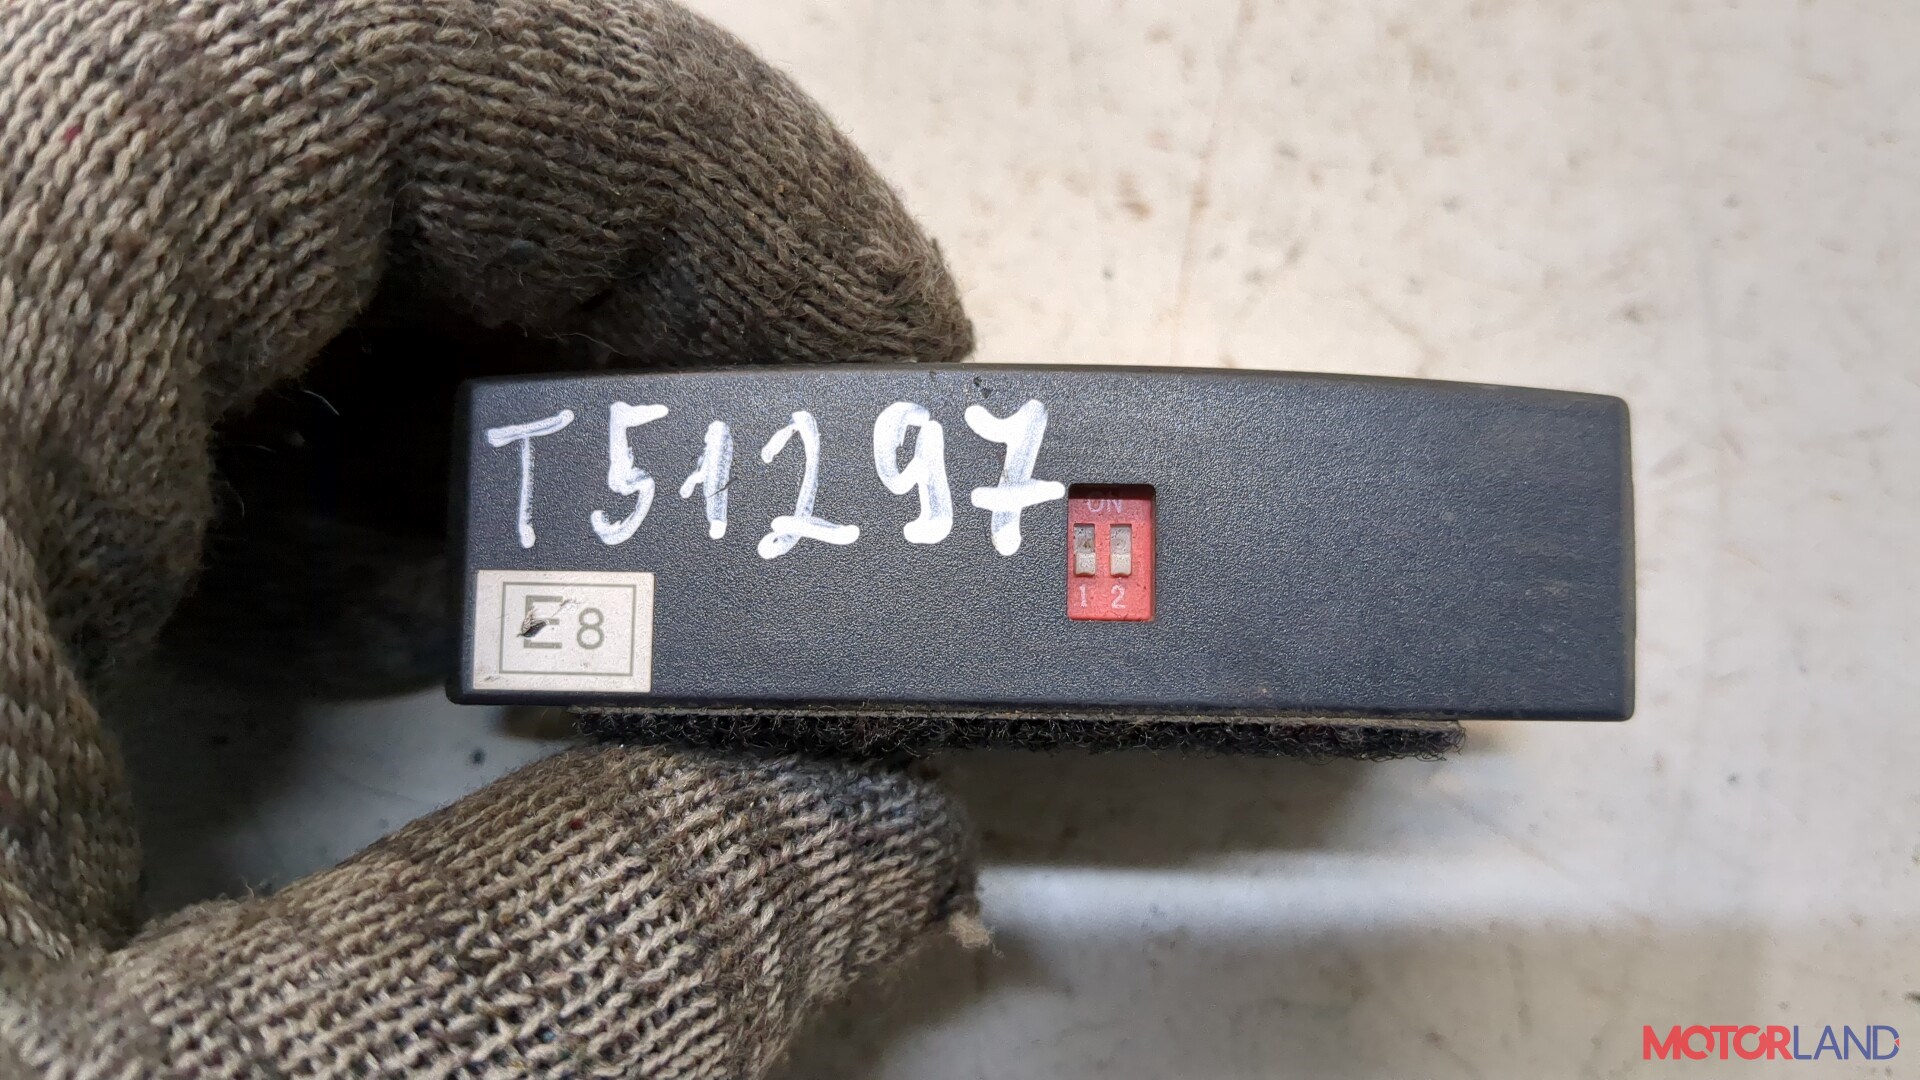 T51297
ON
1 2
E8
MOTORLAND